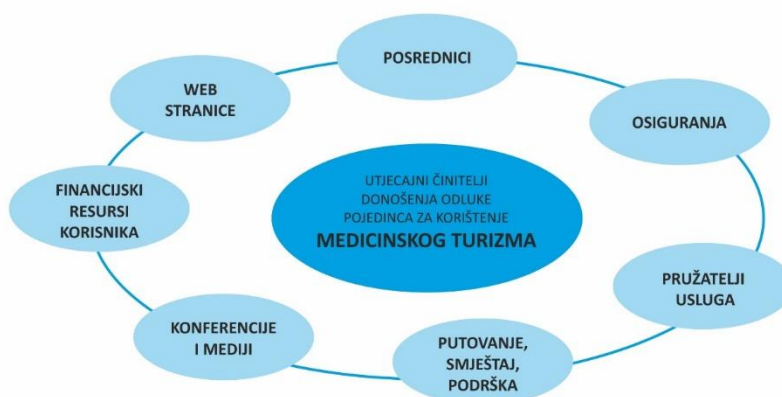 POSREDNICI
WEB
STRANICE
OSIGURANJA
UTJECAJNI ČINITELJI
DONOŠENJA ODLUKE
POJEDINCA ZA KORIŠTENJE
MEDICINSKOG TURIZMA
FINANCIJSKI
RESURSI
KORISNIKA
PRUŽATELJI
USLUGA
KONFERENCIJE
I MEDIJI
PUTOVANJE,
SMJEŠTAJ,
PODRŠKA